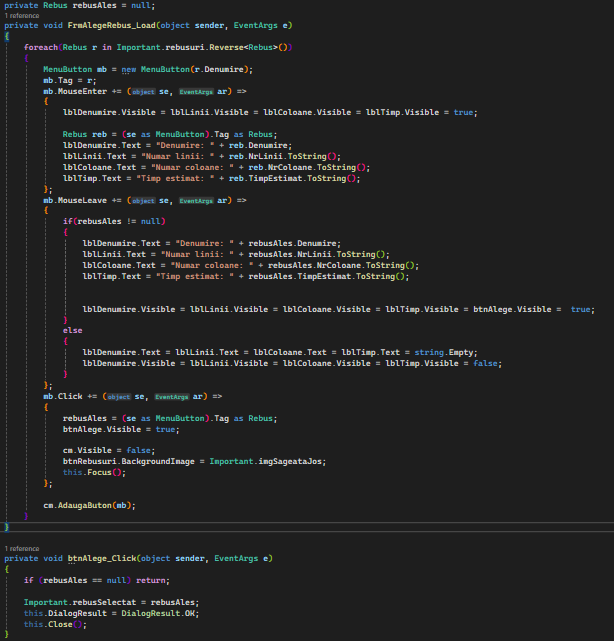 private Rebus rebusAles = null;
1 reference
private void FrmAlegeRebus_Load(object sender, EventArgs e)
{
foreach(Rebus r in Important.rebusuri.Reverse<Rebus>())
{
MenuButton mb = new MenuButton(r.Denumire);
mb.Tag = r;
mb.MouseEnter += (object se, EventArgs ar) =>
{
lblDenumire.Visible = lblLinii.Visible = lblColoane.Visible = lblTimp.Visible = true;
Rebus reb = (se as MenuButton).Tag as Rebus;
lblDenumire.Text = "Denumire: " + reb.Denumire;
lblLinii.Text = "Numar linii: " + reb.NrLinii.ToString();
lblColoane.Text = "Numar coloane: " + reb.NrColoane.ToString();
lblTimp.Text = "Timp estimat: " + reb.TimpEstimat.ToString();
};
mb.MouseLeave += (object se, EventArgs ar) =>
{
if(rebusAles != null)
{
lblDenumire.Text = "Denumire: " + rebusAles.Denumire;
lblLinii.Text = "Numar linii: " + rebusAles.NrLinii.ToString();
lblColoane.Text = "Numar coloane: " + rebusAles.NrColoane.ToString();
lblTimp.Text = "Timp estimat: " + rebusAles.TimpEstimat.ToString();
lblDenumire.Visible = lblLinii.Visible = lblColoane.Visible = lblTimp.Visible = btnAlege.Visible =  true;
}
else
{
lblDenumire.Text = lblLinii.Text = lblColoane.Text = lblTimp.Text = string.Empty;
lblDenumire.Visible = lblLinii.Visible = lblColoane.Visible = lblTimp.Visible = false;
}
};
mb.Click += (object se, EventArgs ar) =>
{
rebusAles = (se as MenuButton).Tag as Rebus;
btnAlege.Visible = true;
cm.Visible = false;
btnRebusuri.BackgroundImage = Important.imgSageataJos;
this.Focus();
};
cm.AdaugaButon(mb);
}
}
1 reference
private void btnAlege_Click(object sender, EventArgs e)
{
if (rebusAles == null) return;
Important.rebusSelectat = rebusAles;
this.DialogResult = DialogResult.OK;
this.Close();
}